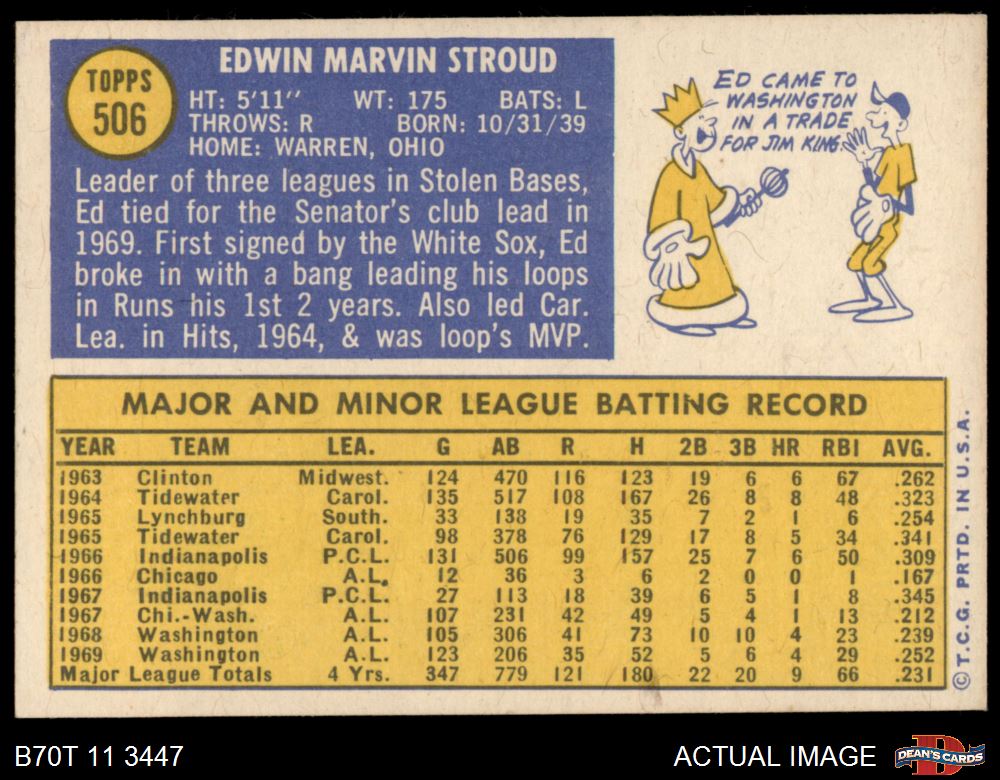 TOPPS
506
EDWIN MARVIN STROUD
HT: 5'11" WT: 175 BATS: L
THROWS: R BORN: 10/31/39
HOME: WARREN, OHIO
Leader of three leagues in Stolen Bases,
Ed tied for the Senator's club lead in
1969. First signed by the White Sox, Ed
broke in with a bang leading his loops
in Runs his 1st 2 years. Also led Car.
Lea. in Hits, 1964, & was loop's MVP.
ED CAME TO
WASHINGTON
IN A TRADE
FOR JIM KING.
MAJOR AND MINOR LEAGUE BATTING RECORD
YEAR TEAM LEA. G AB R H 2B 3B HR RBI AVG.
1963 Clinton Midwest. 124 470 116 123 19 6 6 67 .262
1964 Tidewater Carol. 135 517 108 167 26 8 8 48 .323
1965 Lynchburg South. 33 138 19 35 7 2 1 6 .254
1965 Tidewater Carol. 98 378 76 129 17 8 5 34 .341
1966 Indianapolis P.C.L. 131 506 99 157 25 7 6 50 .309
1966 Chicago A.L. 12 36 3 6 2 0 0 1 .167
1967 Indianapolis P.C.L. 27 113 18 39 6 5 1 8 .345
1967 Chi.-Wash. A.L. 107 231 42 49 5 4 1 13 .212
1968 Washington A.L. 105 306 41 73 10 10 4 23 .239
1969 Washington A.L. 123 206 35 52 5 6 4 29 .252
Major League Totals 4 Yrs. 347 779 121 180 22 20 9 66 .231
©T.C.G. PRTD. IN U.S.A.
B70T 11 3447
ACTUAL IMAGE
DEAN'S CARDS